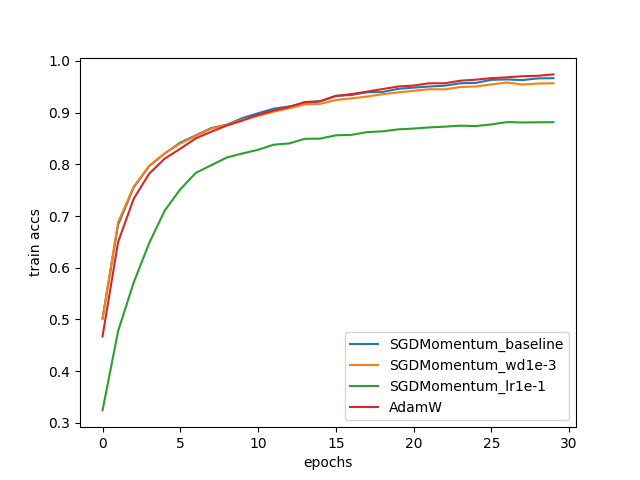 1.0
0.9
0.8
0.7
0.6
0.5
0.4
0.3
train accs
0
5
10
15
20
25
30
epochs
SGDMomentum_baseline
SGDMomentum_wd1e-3
SGDMomentum_lr1e-1
AdamW